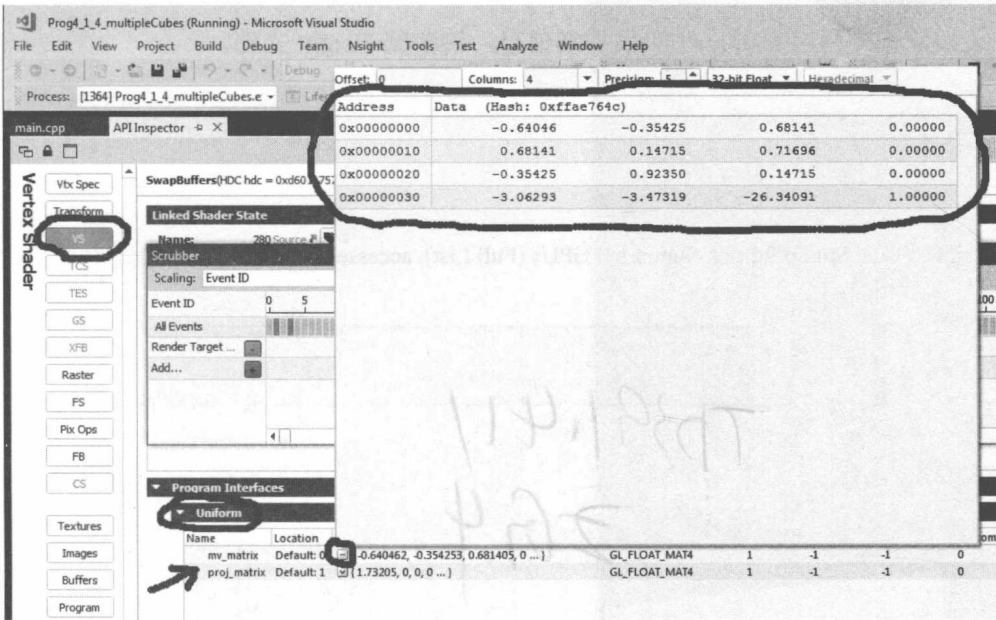 Prog4_1_4_multipleCubes (Running) - Microsoft Visual Studio
File Edit View Project Build Debug Team Nsight Tools Test Analyze Window Help
Debug
Process: [1364] Prog4_1_4_multipleCubes.e
Offset: 0 Columns: 4 Precision: 5 32-bit Float Hexadecimal
Address Data (Hash: 0xffae764c)
0x00000000 -0.64046 -0.35425 0.68141 0.00000
0x00000010 0.68141 0.14715 0.71696 0.00000
0x00000020 -0.35425 0.92350 0.14715 0.00000
0x00000030 -3.06293 -3.47319 -26.34091 1.00000
main.cpp API Inspector
Vertex Shader
Vtx Spec
Transform
VS
TCS
TES
GS
XFB
Raster
FS
Pix Ops
FB
CS
Textures
Images
Buffers
Program
SwapBuffers(HDC hdc =
Linked Shader State
Name: 280 Source
Scrubber
Scaling: Event ID
Event ID 0 5 100
All Events
Render Target ... -
Add... +
Program Interfaces
Uniform
Name Location
mv_matrix Default: 0 {-0.640462, -0.354253, 0.681405, 0 ... } GL_FLOAT_MAT4 1 -1 -1 0
proj_matrix Default: 1 { 1.73205, 0, 0, 0 ... } GL_FLOAT_MAT4 1 -1 -1 0